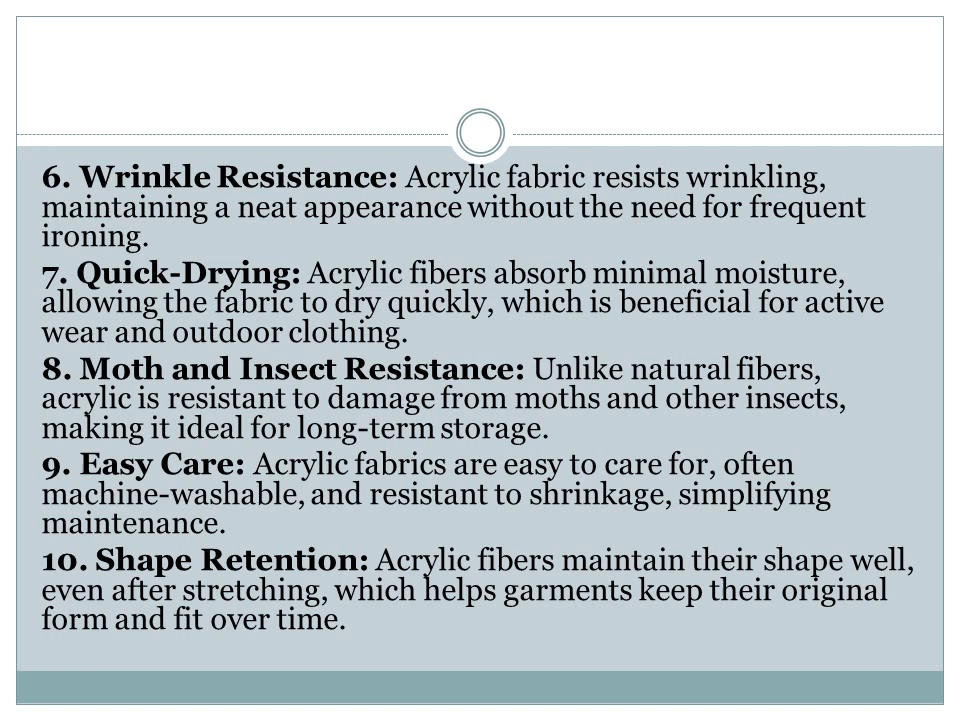 6. Wrinkle Resistance: Acrylic fabric resists wrinkling,
maintaining a neat appearance without the need for frequent
ironing.
7. Quick-Drying: Acrylic fibers absorb minimal moisture,
allowing the fabric to dry quickly, which is beneficial for active
wear and outdoor clothing.
8. Moth and Insect Resistance: Unlike natural fibers,
acrylic is resistant to damage from moths and other insects,
making it ideal for long-term storage.
9. Easy Care: Acrylic fabrics are easy to care for, often
machine-washable, and resistant to shrinkage, simplifying
maintenance.
10. Shape Retention: Acrylic fibers maintain their shape well,
even after stretching, which helps garments keep their original
form and fit over time.